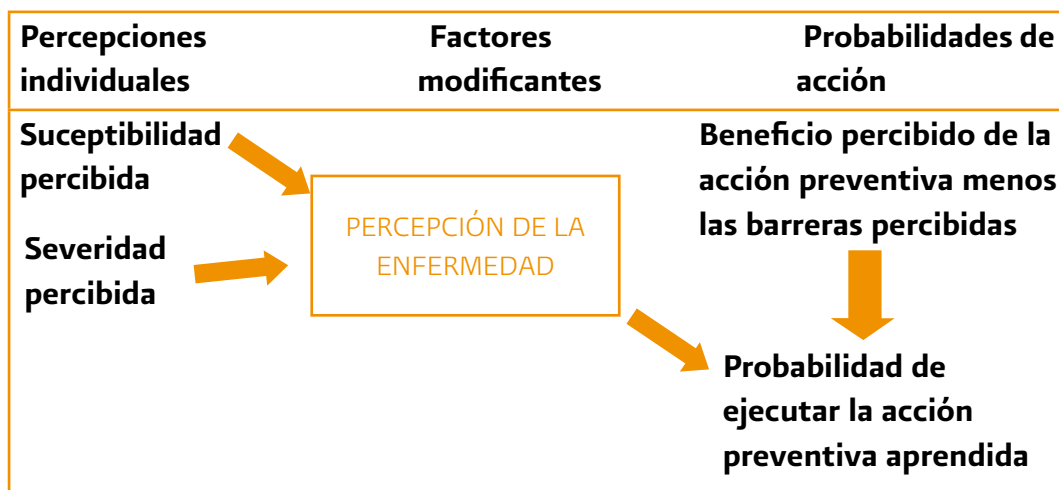 Percepciones
individuales
Factores
modificantes
Probabilidades de
acción
Suceptibilidad
percibida
Severidad
percibida
PERCEPCIÓN DE LA
ENFERMEDAD
Beneficio percibido de la
acción preventiva menos
las barreras percibidas
Probabilidad de
ejecutar la acción
preventiva aprendida